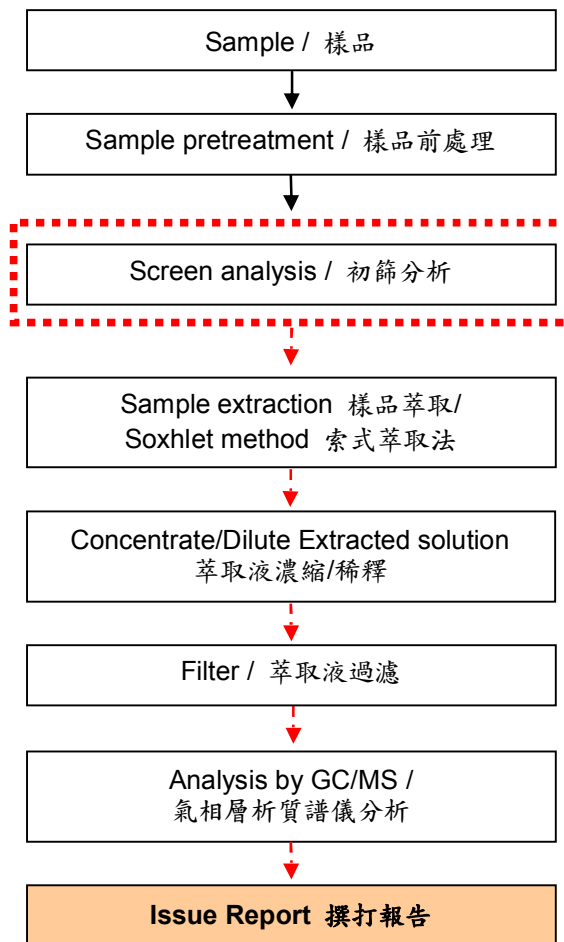 Sample / 樣品
Sample pretreatment / 樣品前處理
Screen analysis / 初篩分析
Sample extraction 樣品萃取/
Soxhlet method 索式萃取法
Concentrate/Dilute Extracted solution
萃取液濃縮/稀釋
Filter / 萃取液過濾
Analysis by GC/MS /
氣相層析質譜儀分析
Issue Report 撰打報告